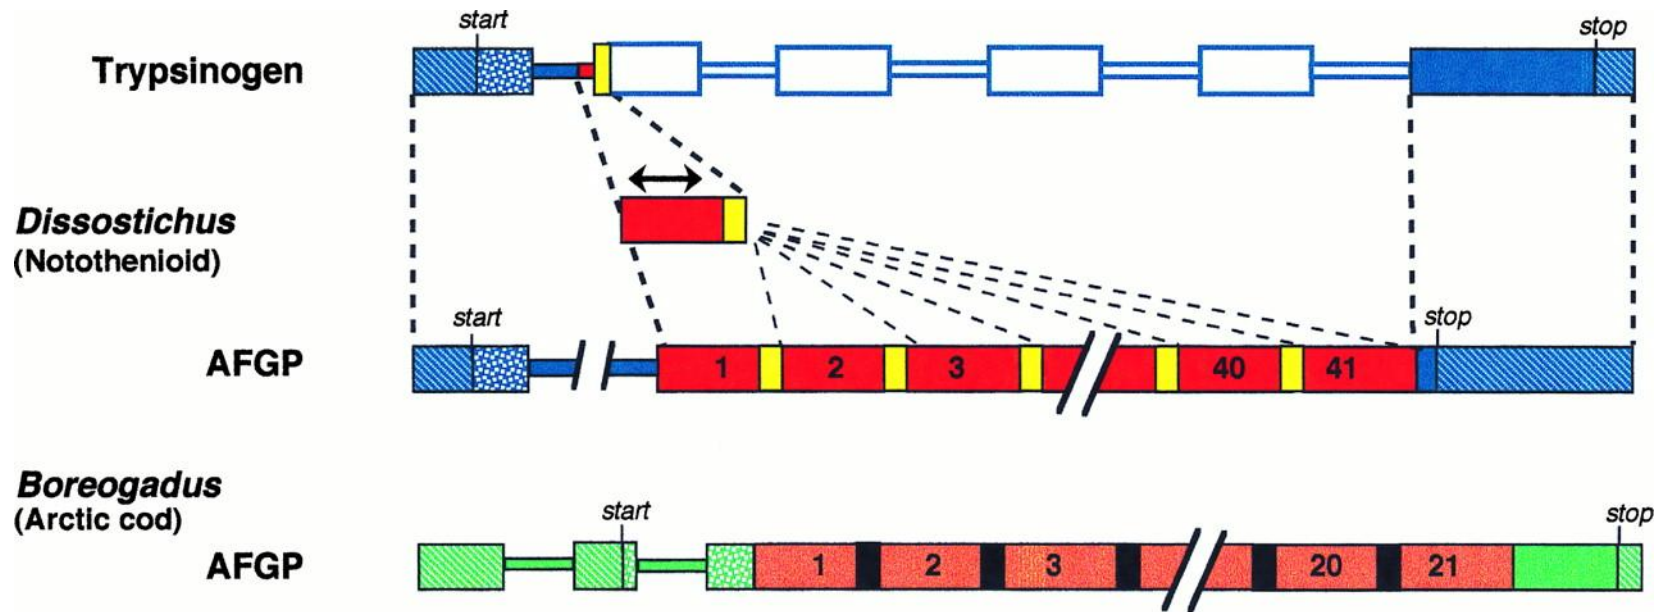 start
stop
Trypsinogen
Dissostichus
(Notothenioid)
start
stop
AFGP
1 2 3 40 41
Boreogadus
(Arctic cod)
start
stop
AFGP
1 2 3 20 21